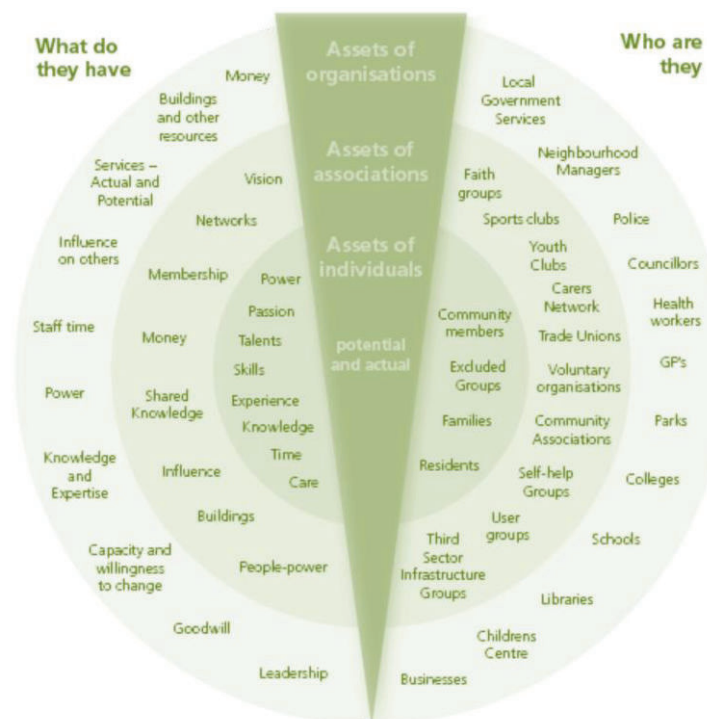 What do
they have
Assets of
organisations
Assets of
associations
Assets of
individuals
potential
and actual
Who are
they
Money
Buildings
and other
resources
Services –
Actual and
Potential
Influence
on others
Staff time
Power
Knowledge
and
Expertise
Capacity and
willingness
to change
Goodwill
Leadership
Vision
Networks
Membership
Money
Shared
Knowledge
Influence
Buildings
People-power
Power
Passion
Talents
Skills
Experience
Knowledge
Time
Care
Community
members
Excluded
Groups
Families
Residents
Faith
groups
Sports clubs
Youth
Clubs
Carers
Network
Trade Unions
Voluntary
organisations
Community
Associations
Self-help
Groups
User
groups
Third
Sector
Infrastructure
Groups
Local
Government
Services
Neighbourhood
Managers
Police
Councillors
Health
workers
GP's
Parks
Colleges
Schools
Libraries
Childrens
Centre
Businesses